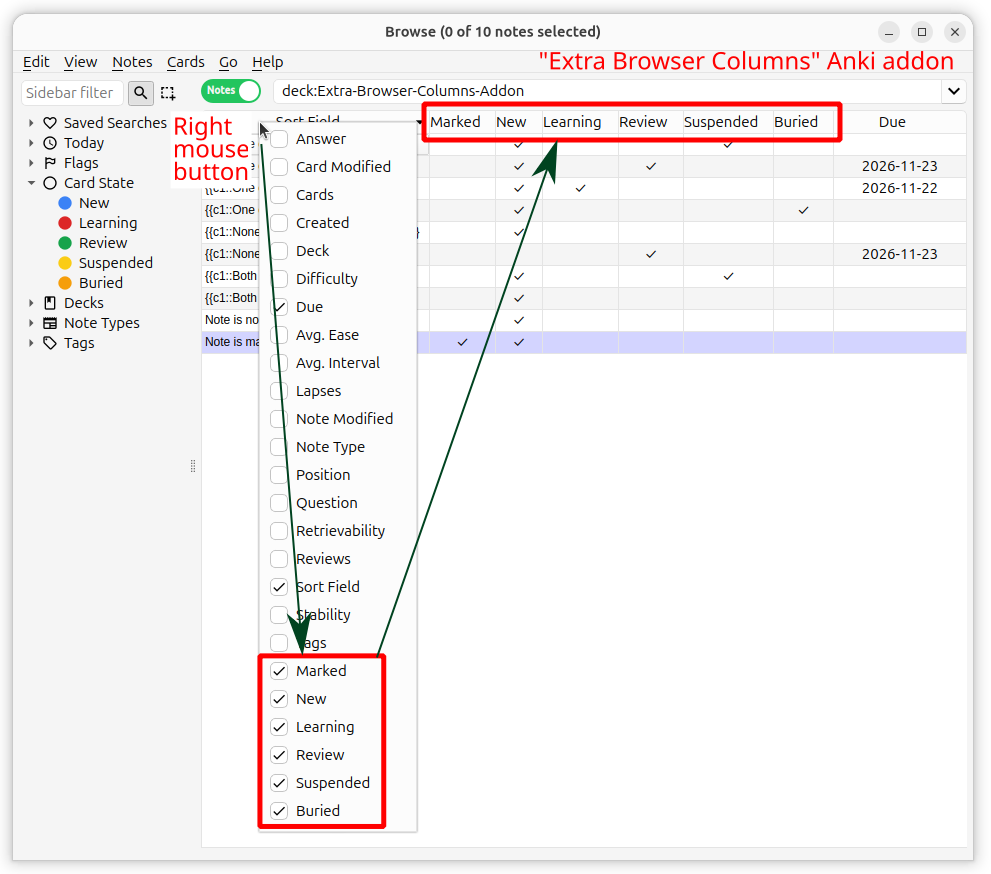 Browse (0 of 10 notes selected)
Edit View Notes Cards Go Help
"Extra Browser Columns" Anki addon
Sidebar filter
Notes
deck:Extra-Browser-Columns-Addon
Saved Searches
Today
Flags
Card State
New
Learning
Review
Suspended
Buried
Decks
Note Types
Tags
Right
mouse
button
Sort Field Marked New Learning Review Suspended Buried Due
2026-11-23
{{c1::One 2026-11-22
{{c1::One
{{c1::None }
{{c1::None 2026-11-23
{{c1::Both
{{c1::Both
Note is no
Note is ma
Answer
Card Modified
Cards
Created
Deck
Difficulty
Due
Avg. Ease
Avg. Interval
Lapses
Note Modified
Note Type
Position
Question
Retrievability
Reviews
Sort Field
Stability
Tags
Marked
New
Learning
Review
Suspended
Buried